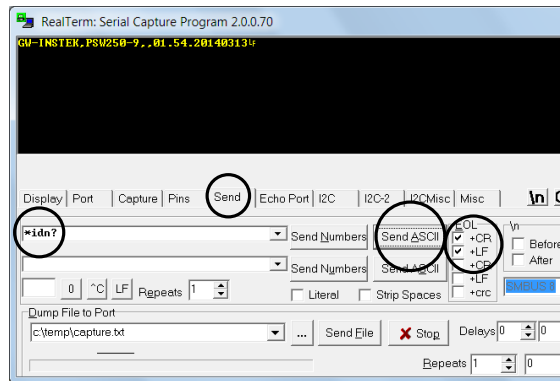 RealTerm: Serial Capture Program 2.0.0.70
GW-INSTEK,PSW250-9,,01.54.20140313LF
Display Port Capture Pins Send Echo Port I2C I2C-2 I2CMisc Misc \n
*idn? Send Numbers Send ASCII
EOL
+CR
+LF
+CR
+LF
+crc
\n
Before
After
Send Numbers Send ASCII
0 ^C LF Repeats 1 Literal Strip Spaces
SMBUS 8
Dump File to Port
c:\temp\capture.txt ... Send File Stop Delays 0 0
Repeats 1 0